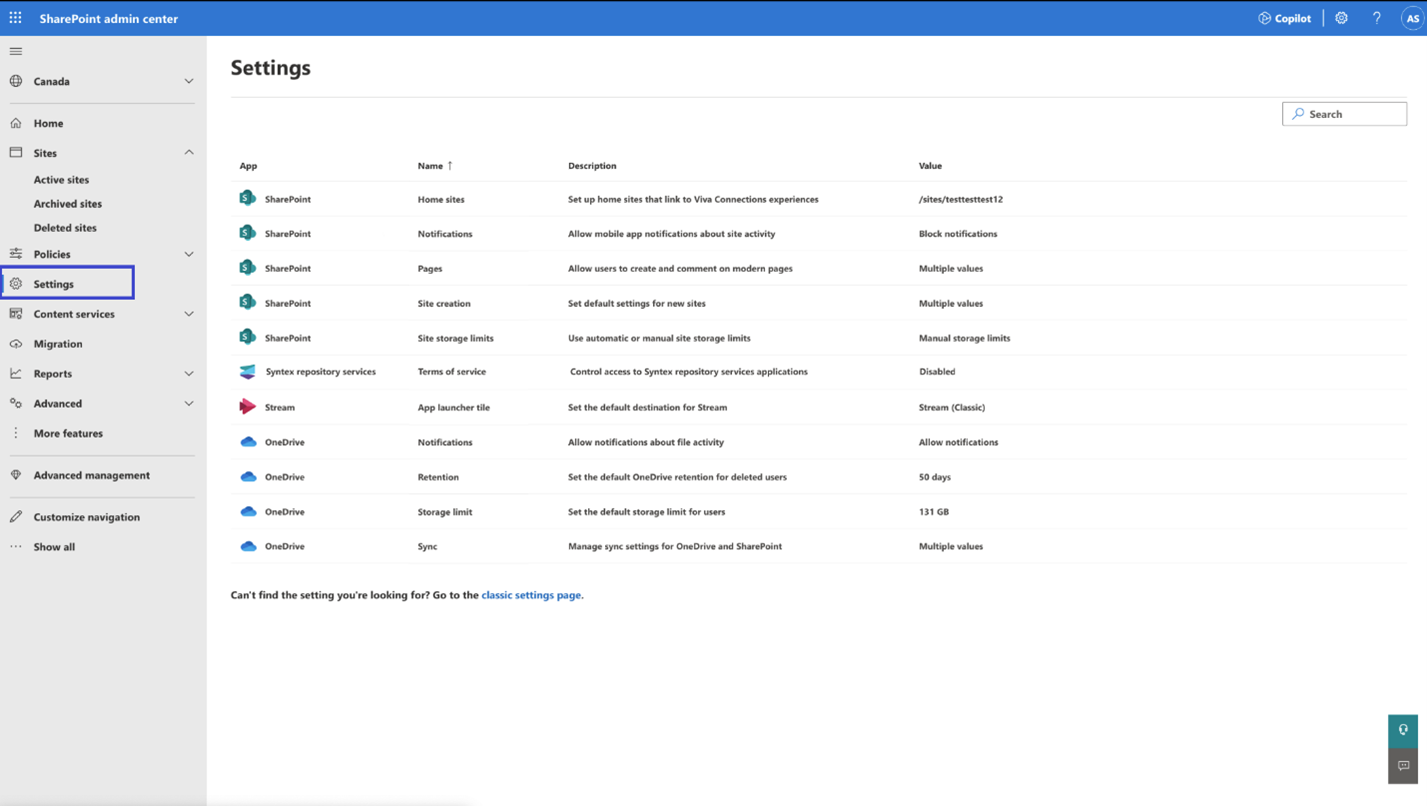 SharePoint admin center
Copilot
?
AS
Canada
Home
Sites
Active sites
Archived sites
Deleted sites
Policies
Settings
Content services
Migration
Reports
Advanced
More features
Advanced management
Customize navigation
Show all
Settings
Search
App Name ↑ Description Value
SharePoint Home sites Set up home sites that link to Viva Connections experiences /sites/testtesttest12
SharePoint Notifications Allow mobile app notifications about site activity Block notifications
SharePoint Pages Allow users to create and comment on modern pages Multiple values
SharePoint Site creation Set default settings for new sites Multiple values
SharePoint Site storage limits Use automatic or manual site storage limits Manual storage limits
Syntex repository services Terms of service Control access to Syntex repository services applications Disabled
Stream App launcher tile Set the default destination for Stream Stream (Classic)
OneDrive Notifications Allow notifications about file activity Allow notifications
OneDrive Retention Set the default OneDrive retention for deleted users 50 days
OneDrive Storage limit Set the default storage limit for users 131 GB
OneDrive Sync Manage sync settings for OneDrive and SharePoint Multiple values
Can't find the setting you're looking for? Go to the classic settings page.